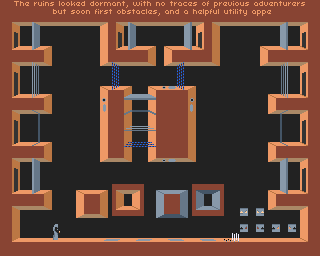 The ruins looked dormant, with no traces of previous adventurers
but soon first obstacles, and a helpful utility appe